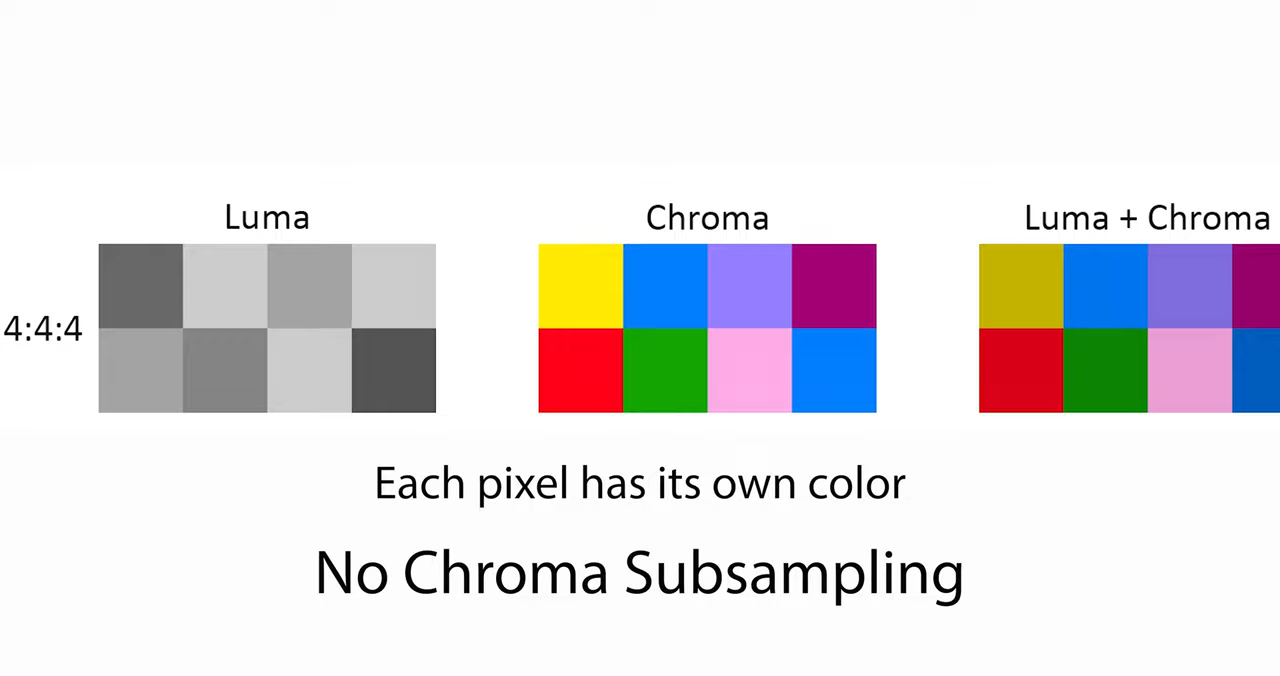 Luma
Chroma
Luma + Chroma
4:4:4
Each pixel has its own color
No Chroma Subsampling